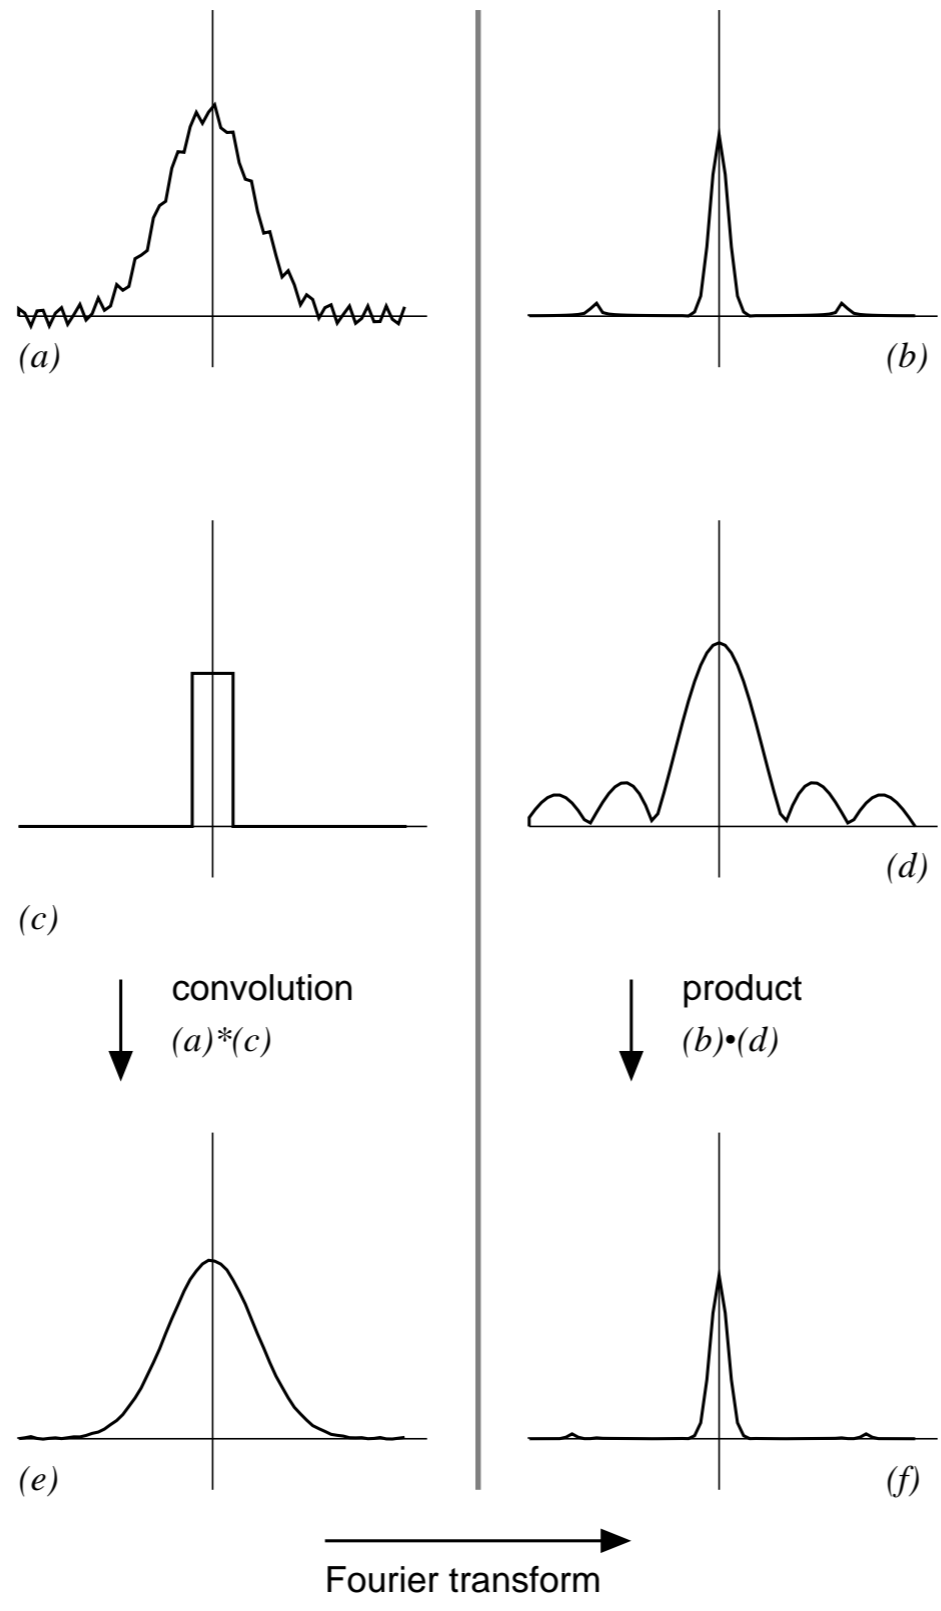 (a)
(b)
(c)
(d)
convolution
(a)*(c)
product
(b)•(d)
(e)
(f)
Fourier transform